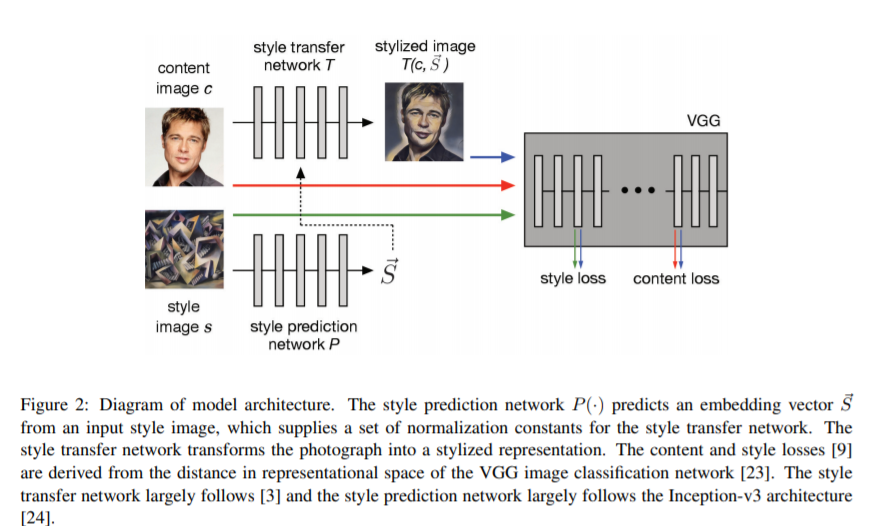 style transfer
network T
stylized image
T(c, S⃗ )
content
image c
VGG
S⃗
style loss
content loss
style
image s
style prediction
network P
Figure 2: Diagram of model architecture. The style prediction network P(·) predicts an embedding vector S⃗
from an input style image, which supplies a set of normalization constants for the style transfer network. The
style transfer network transforms the photograph into a stylized representation. The content and style losses [9]
are derived from the distance in representational space of the VGG image classification network [23]. The style
transfer network largely follows [3] and the style prediction network largely follows the Inception-v3 architecture
[24].